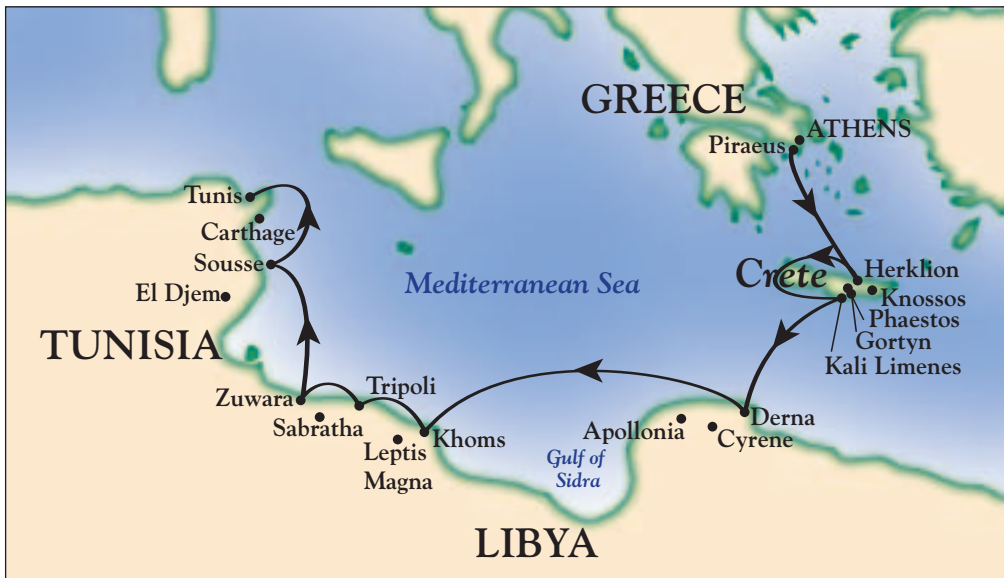 GREECE
ATHENS
Piraeus
Tunis
Carthage
Sousse
El Djem
TUNISIA
Mediterranean Sea
Crete
Herklion
Knossos
Phaestos
Gortyn
Kali Limenes
Zuwara
Sabratha
Tripoli
Leptis
Magna
Khoms
Apollonia
Derna
Cyrene
Gulf of
Sidra
LIBYA